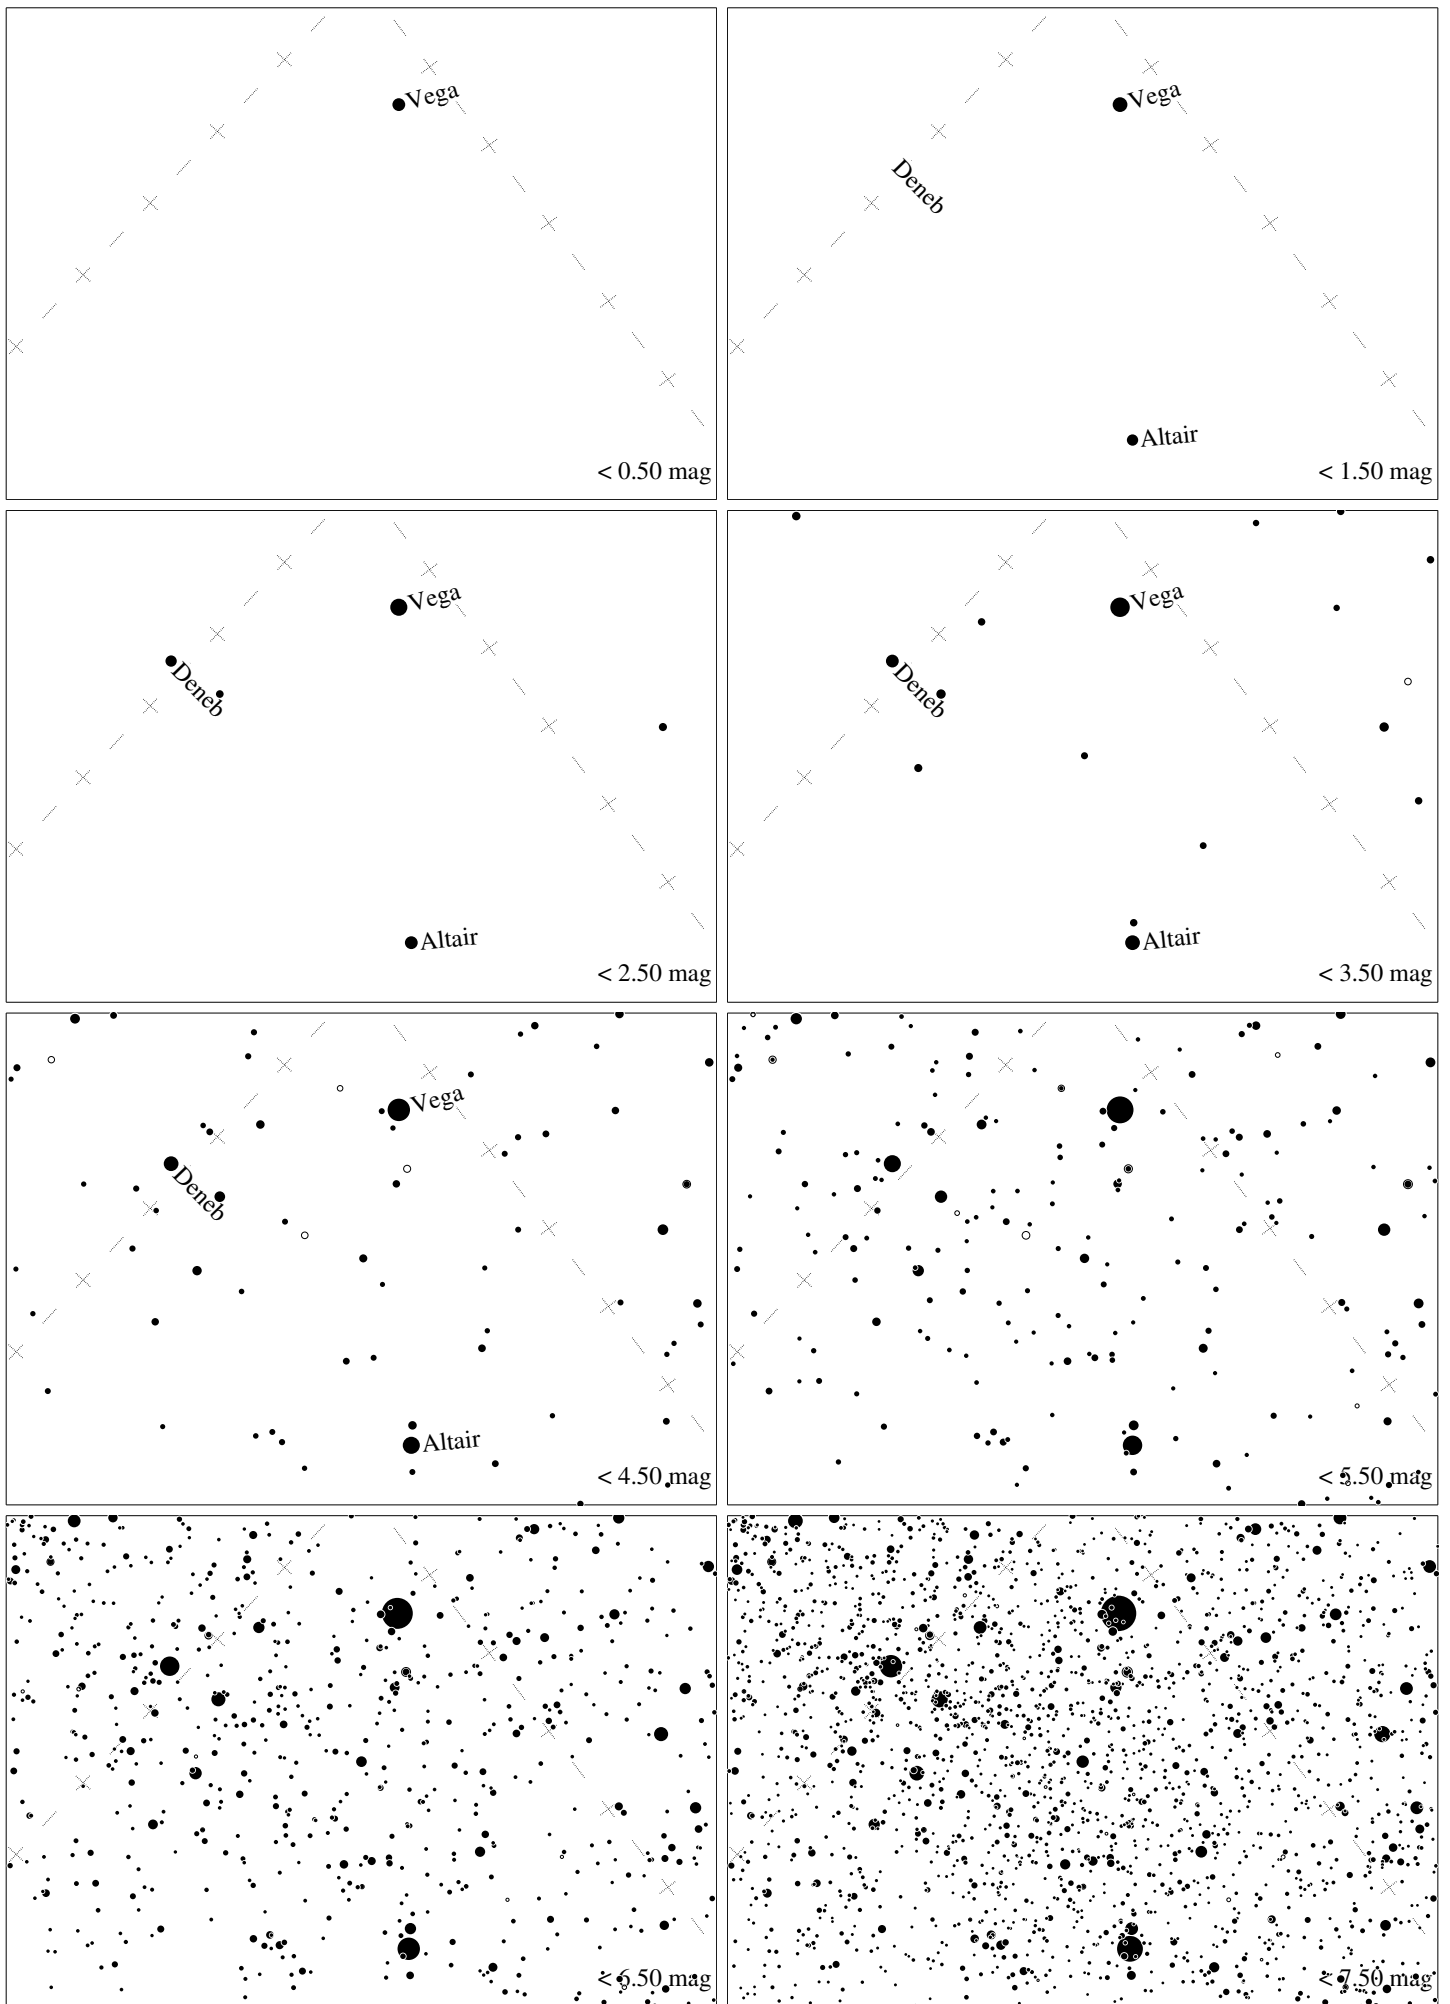 Vega
< 0.50 mag
Vega
Deneb
Altair
< 1.50 mag
Vega
Deneb
Altair
< 2.50 mag
Vega
Deneb
Altair
< 3.50 mag
Vega
Deneb
Altair
< 4.50 mag
< 5.50 mag
< 6.50 mag
< 7.50 mag